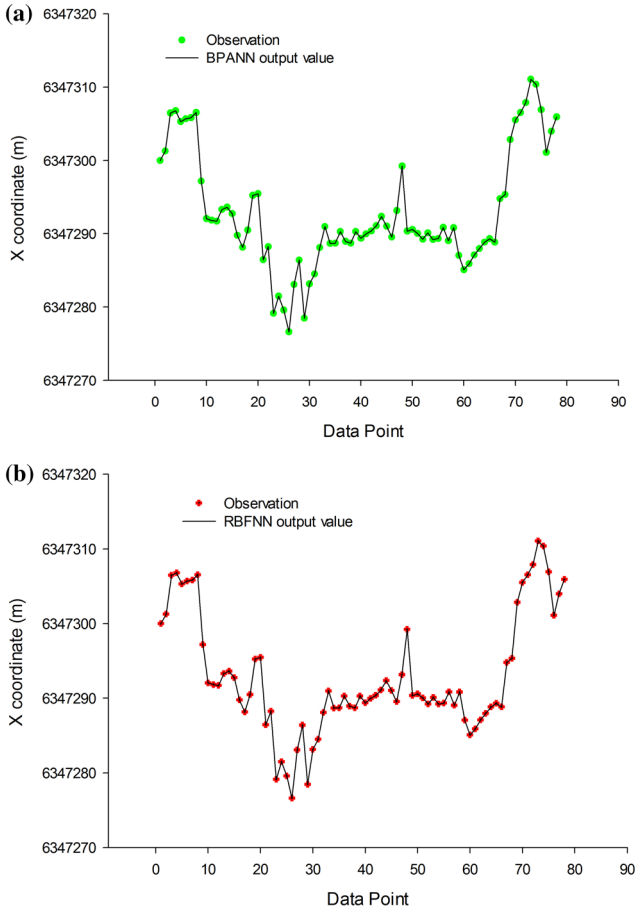 (a)
6347320
6347310
6347300
6347290
6347280
6347270
X coordinate (m)
Observation
BPANN output value
0 10 20 30 40 50 60 70 80 90
Data Point
(b)
6347320
6347310
6347300
6347290
6347280
6347270
X coordinate (m)
Observation
RBFNN output value
0 10 20 30 40 50 60 70 80 90
Data Point